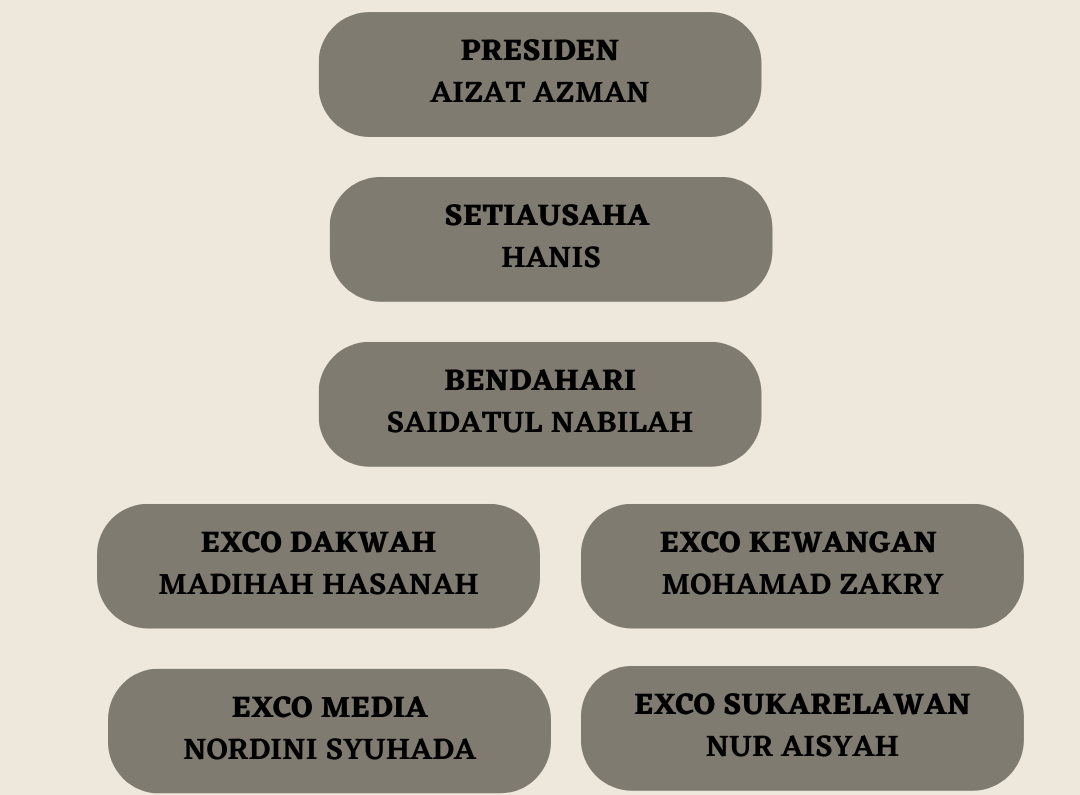 PRESIDEN
AIZAT AZMAN
SETIAUSAHA
HANIS
BENDAHARI
SAIDATUL NABILAH
EXCO DAKWAH
MADIHAH HASANAH
EXCO KEWANGAN
MOHAMAD ZAKRY
EXCO MEDIA
NORDINI SYUHADA
EXCO SUKARELAWAN
NUR AISYAH